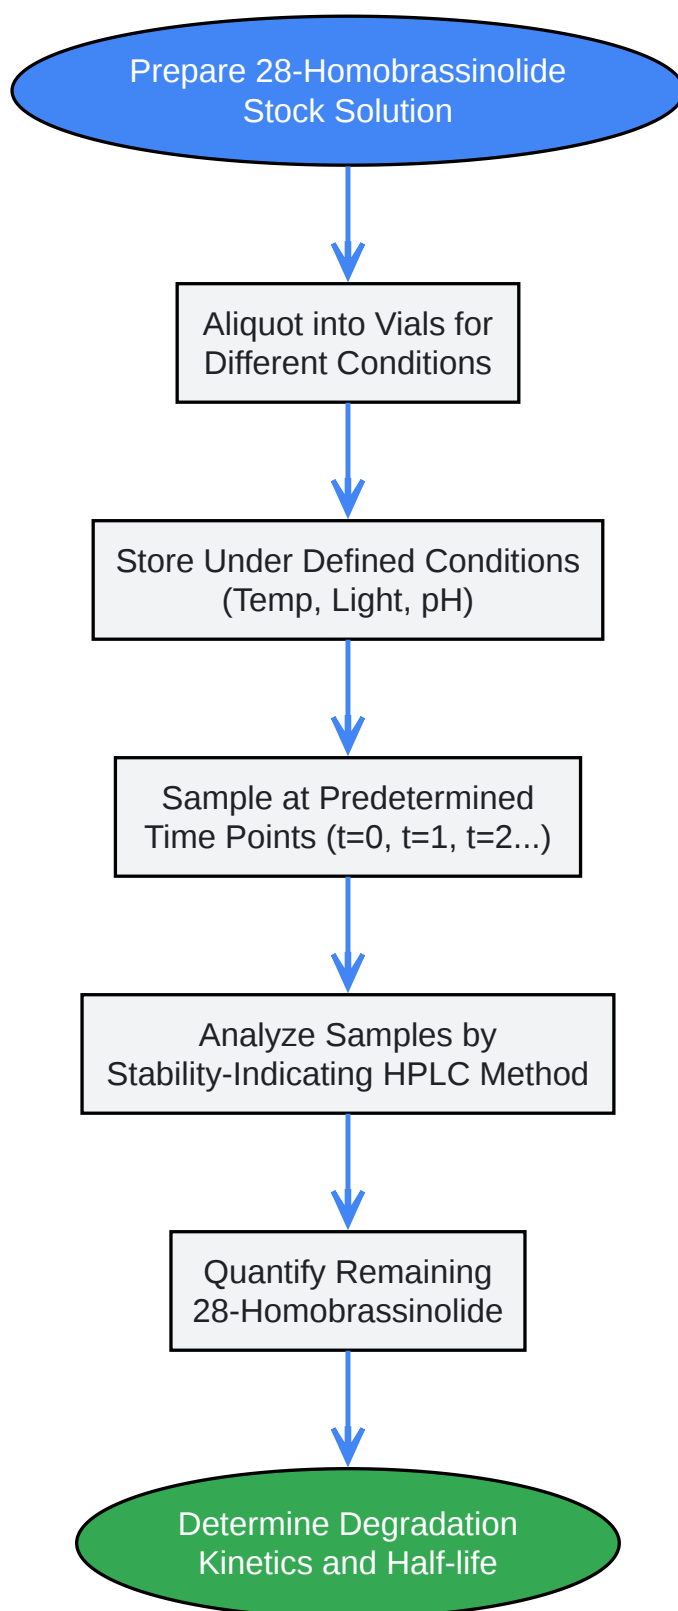 Prepare 28-Homobrassinolide
Stock Solution
Aliquot into Vials for
Different Conditions
Store Under Defined Conditions
(Temp, Light, pH)
Sample at Predetermined
Time Points (t=0, t=1, t=2...)
Analyze Samples by
Stability-Indicating HPLC Method
Quantify Remaining
28-Homobrassinolide
Determine Degradation
Kinetics and Half-life